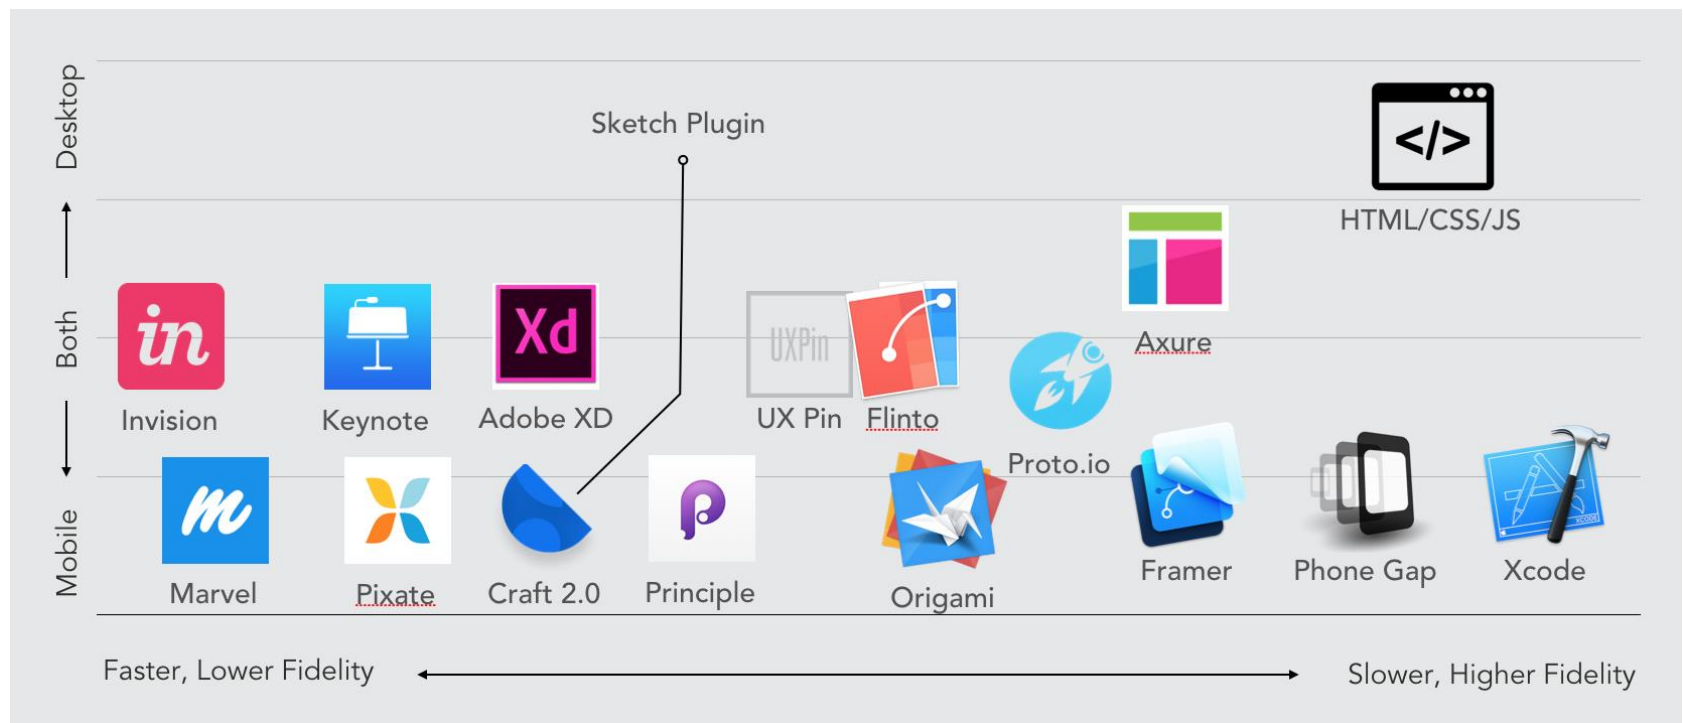 Desktop
Both
Mobile
Sketch Plugin
</>
HTML/CSS/JS
in
Xd
UXPin
Axure
Invision
Keynote
Adobe XD
UX Pin
Flinto
Proto.io
m
P
XCODE
Marvel
Pixate
Craft 2.0
Principle
Origami
Framer
Phone Gap
Xcode
Faster, Lower Fidelity
Slower, Higher Fidelity